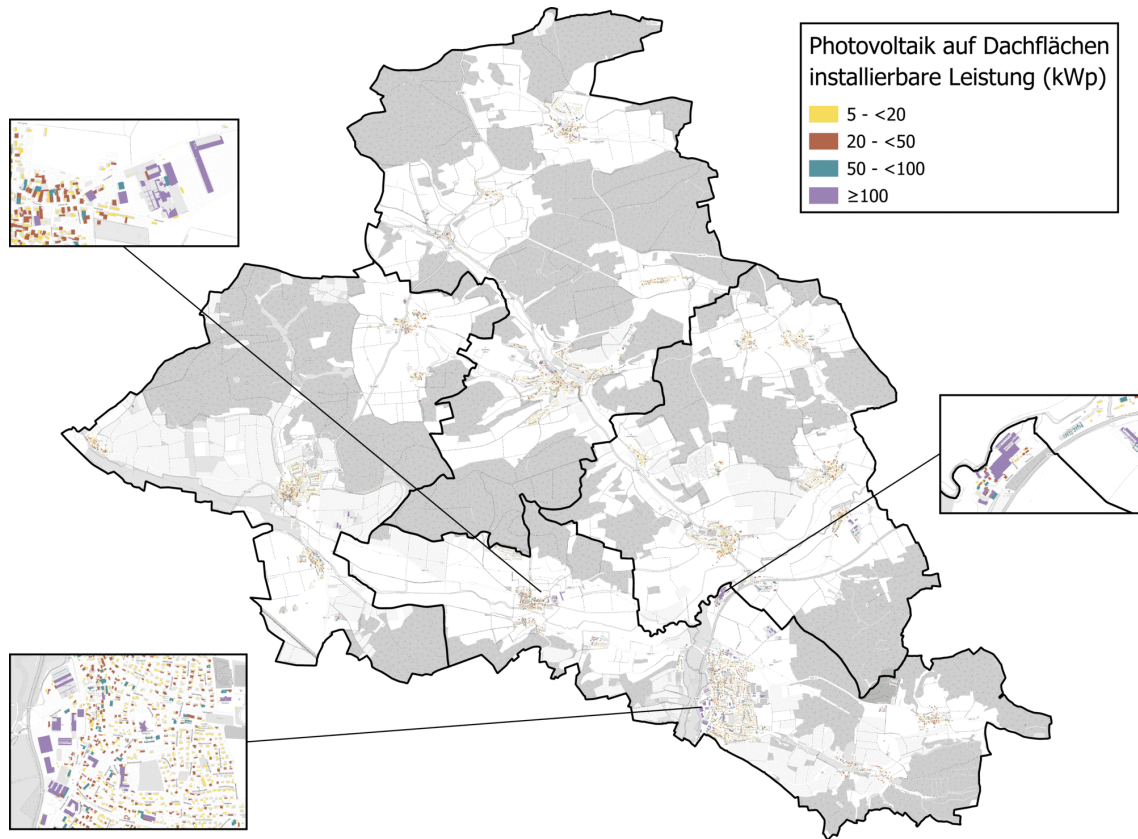 Photovoltaik auf Dachflächen
installierbare Leistung (kWp)
5 - <20
20 - <50
50 - <100
≥100